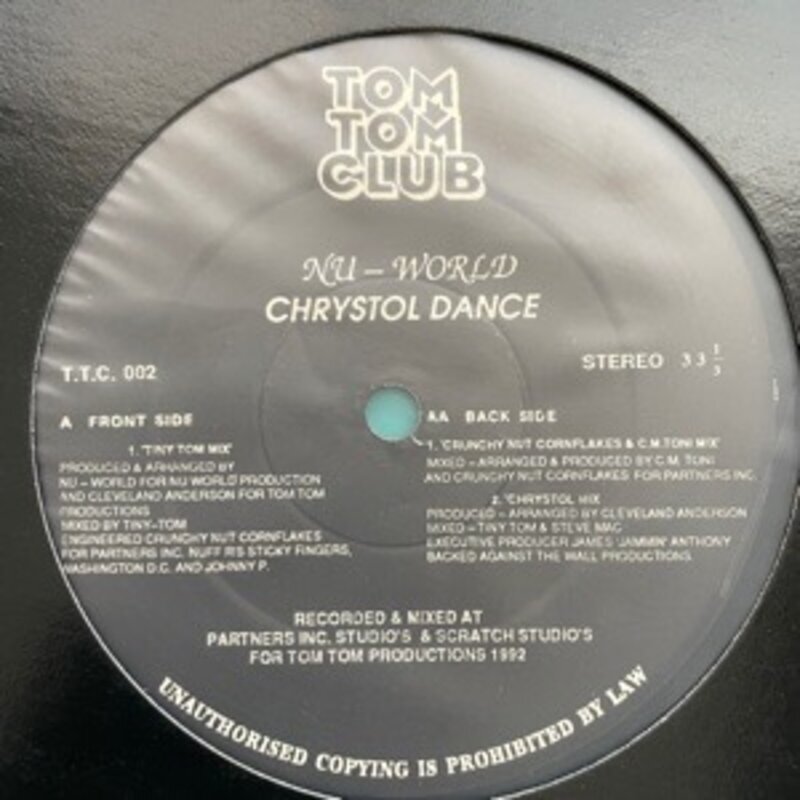 TOM
TOM
CLUB
NU – WORLD
CHRYSTOL DANCE
T.T.C. 002
STEREO 33 1/3
A FRONT SIDE
1. 'TINY TOM MIX'
PRODUCED & ARRANGED BY
NU – WORLD FOR NU WORLD PRODUCTION
AND CLEVELAND ANDERSON FOR TOM TOM
PRODUCTIONS
MIXED BY TINY–TOM
ENGINEERED CRUNCHY NUT CORNFLAKES
FOR PARTNERS INC. NUFF R'S STICKY FINGERS,
WASHINGTON D.C. AND JOHNNY P.
AA BACK SIDE
1. 'CRUNCHY NUT CORNFLAKES & C.M. TONI MIX'
MIXED – ARRANGED & PRODUCED BY C.M. TONI
AND CRUNCHY NUT CORNFLAKES FOR PARTNERS INC.
2. 'CHRYSTOL MIX
PRODUCED – ARRANGED BY CLEVELAND ANDERSON
MIXED – TINY TOM & STEVE MAC
EXECUTIVE PRODUCER JAMES 'JAMMIN' ANTHONY
BACKED AGAINST THE WALL PRODUCTIONS.
RECORDED & MIXED AT
PARTNERS INC. STUDIO'S & SCRATCH STUDIO'S
FOR TOM TOM PRODUCTIONS 1992
UNAUTHORISED COPYING IS PROHIBITED BY LAW